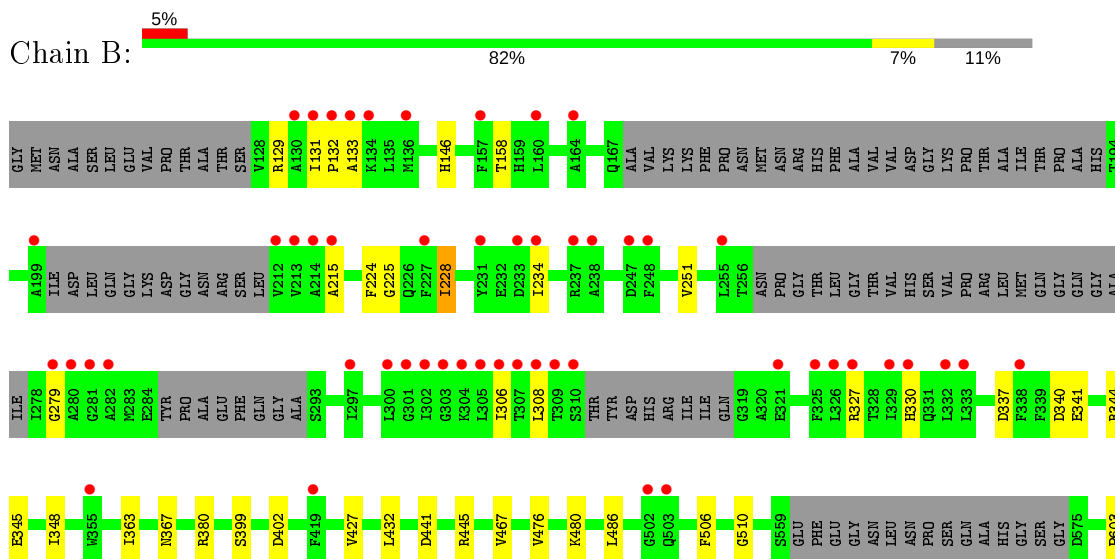 5%
Chain B:
82% 7% 11%
GLY MET ASN ALA SER LEU GLU VAL PRO THR ALA THR SER V128 R129 A130 I131 P132 A133 K134 L135 M136 H146 F157 T158 H159 L160 A164 Q167 ALA VAL LYS LYS PHE PRO ASN MET ASN ARG HIS PHE ALA VAL VAL ASP GLY LYS PRO THR ALA ILE THR PRO ALA HIS T194
A199 ILE ASP LEU GLN GLY LYS ASP GLY ASN ARG SER LEU V212 V213 A214 A215 F224 G225 Q226 F227 I228 Y231 E232 D233 I234 R237 A238 D247 F248 V251 L255 T256 ASN PRO GLY THR LEU GLY THR VAL HIS SER VAL PRO ARG LEU MET GLN GLY GLN GLY ALA
ILE I278 G279 A280 G281 A282 M283 E284 TYR PRO ALA GLU PHE GLN GLY ALA S293 I297 L300 G301 I302 G303 K304 L305 I306 T307 L308 T309 S310 THR TYR ASP HIS ARG ILE ILE GLN G319 A320 E321 F325 L326 R327 T328 I329 H330 Q331 L332 L333 D337 F338 F339 D340 E341 R344
E345 I348 W355 I363 N367 R380 S399 D402 F419 V427 L432 D441 R445 V467 V476 K480 L486 G502 Q503 F506 G510 S559 GLU PHE GLU GLY ASN LEU ASN PRO SER GLN ALA HIS GLY SER GLY D575